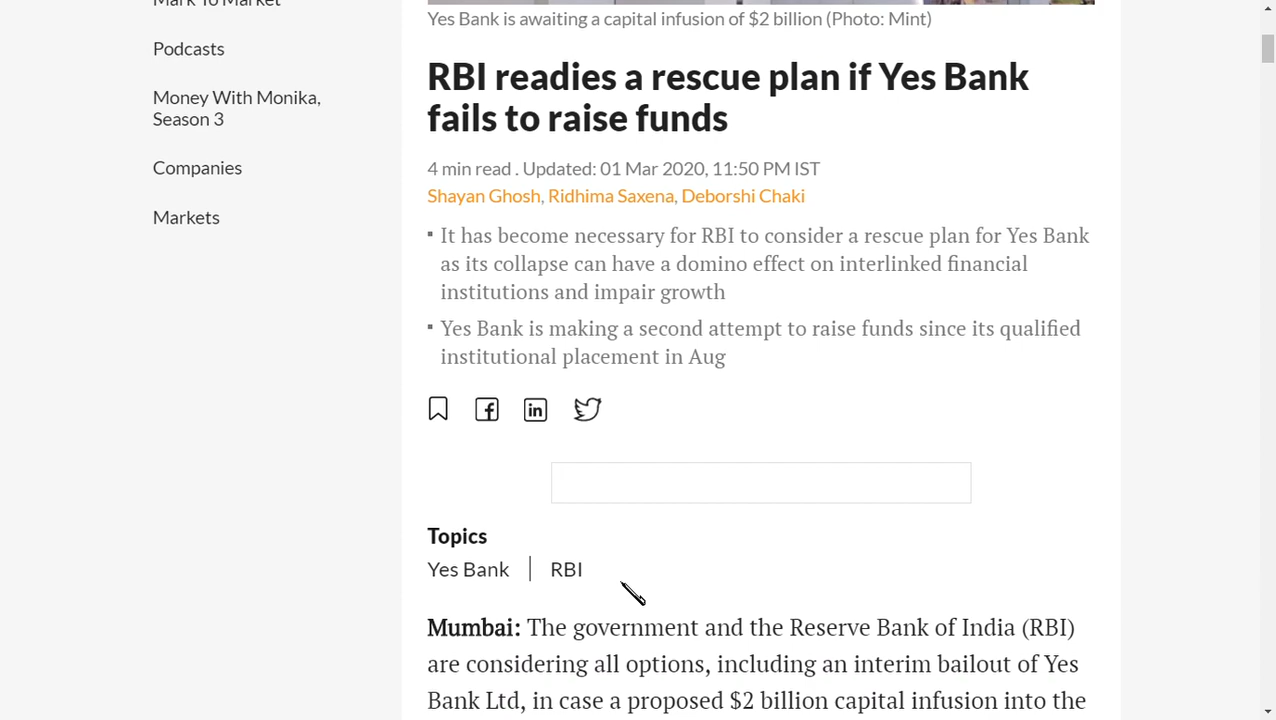 Mark To Market
Podcasts
Money With Monika,
Season 3
Companies
Markets
Yes Bank is awaiting a capital infusion of $2 billion (Photo: Mint)
RBI readies a rescue plan if Yes Bank
fails to raise funds
4 min read . Updated: 01 Mar 2020, 11:50 PM IST
Shayan Ghosh, Ridhima Saxena, Deborshi Chaki
It has become necessary for RBI to consider a rescue plan for Yes Bank
as its collapse can have a domino effect on interlinked financial
institutions and impair growth
Yes Bank is making a second attempt to raise funds since its qualified
institutional placement in Aug
Topics
Yes Bank | RBI
Mumbai: The government and the Reserve Bank of India (RBI)
are considering all options, including an interim bailout of Yes
Bank Ltd, in case a proposed $2 billion capital infusion into the